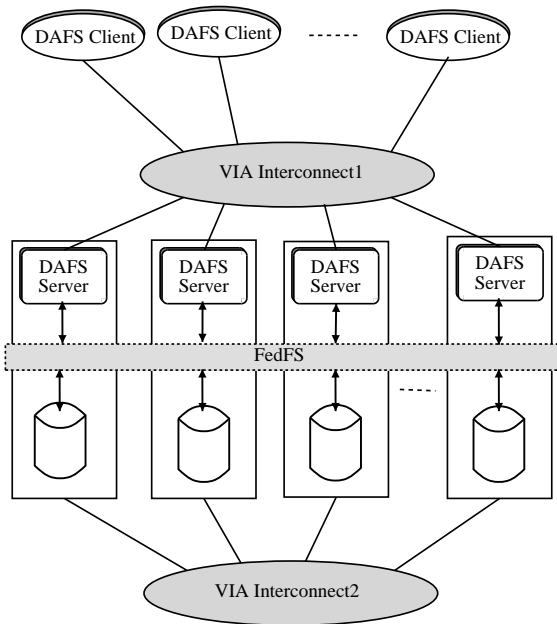 DAFS Client
DAFS Client
DAFS Client
VIA Interconnect1
DAFS
Server
DAFS
Server
DAFS
Server
DAFS
Server
FedFS
VIA Interconnect2